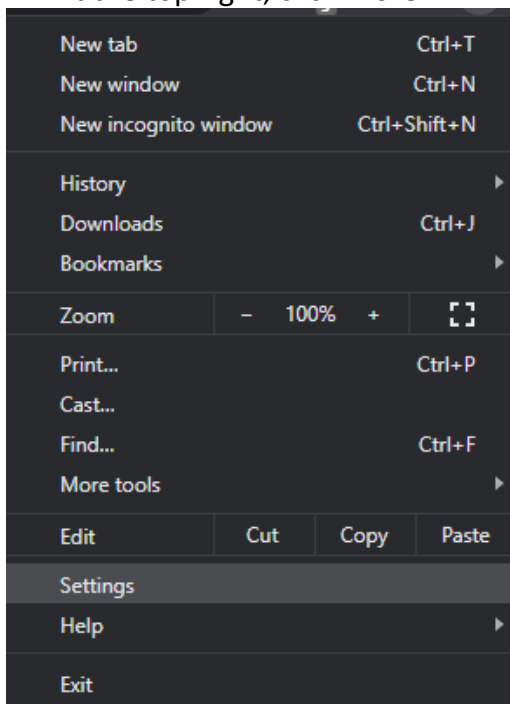 New tab Ctrl+T
New window Ctrl+N
New incognito window Ctrl+Shift+N
History
Downloads Ctrl+J
Bookmarks
Zoom – 100% +
Print... Ctrl+P
Cast...
Find... Ctrl+F
More tools
Edit Cut Copy Paste
Settings
Help
Exit